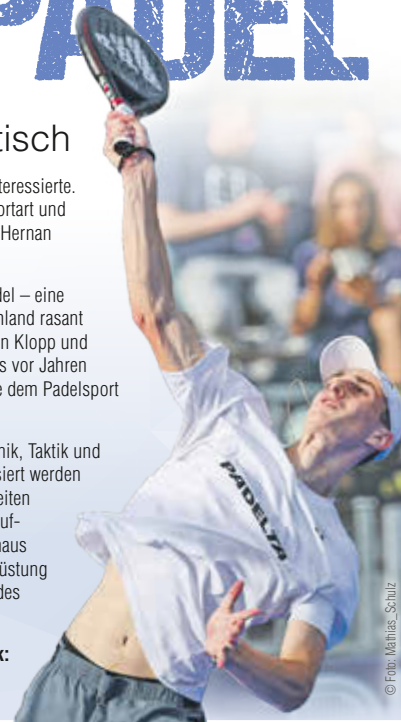 PADEL
tisch
teressierte.
ortart und
Hernan
del – eine
hland rasant
n Klopp und
s vor Jahren
e dem Padelsport
nik, Taktik und
siert werden
eiten
uf-
haus
üstung
des
k:
PADELTA
© Foto: Mathias_Schulz